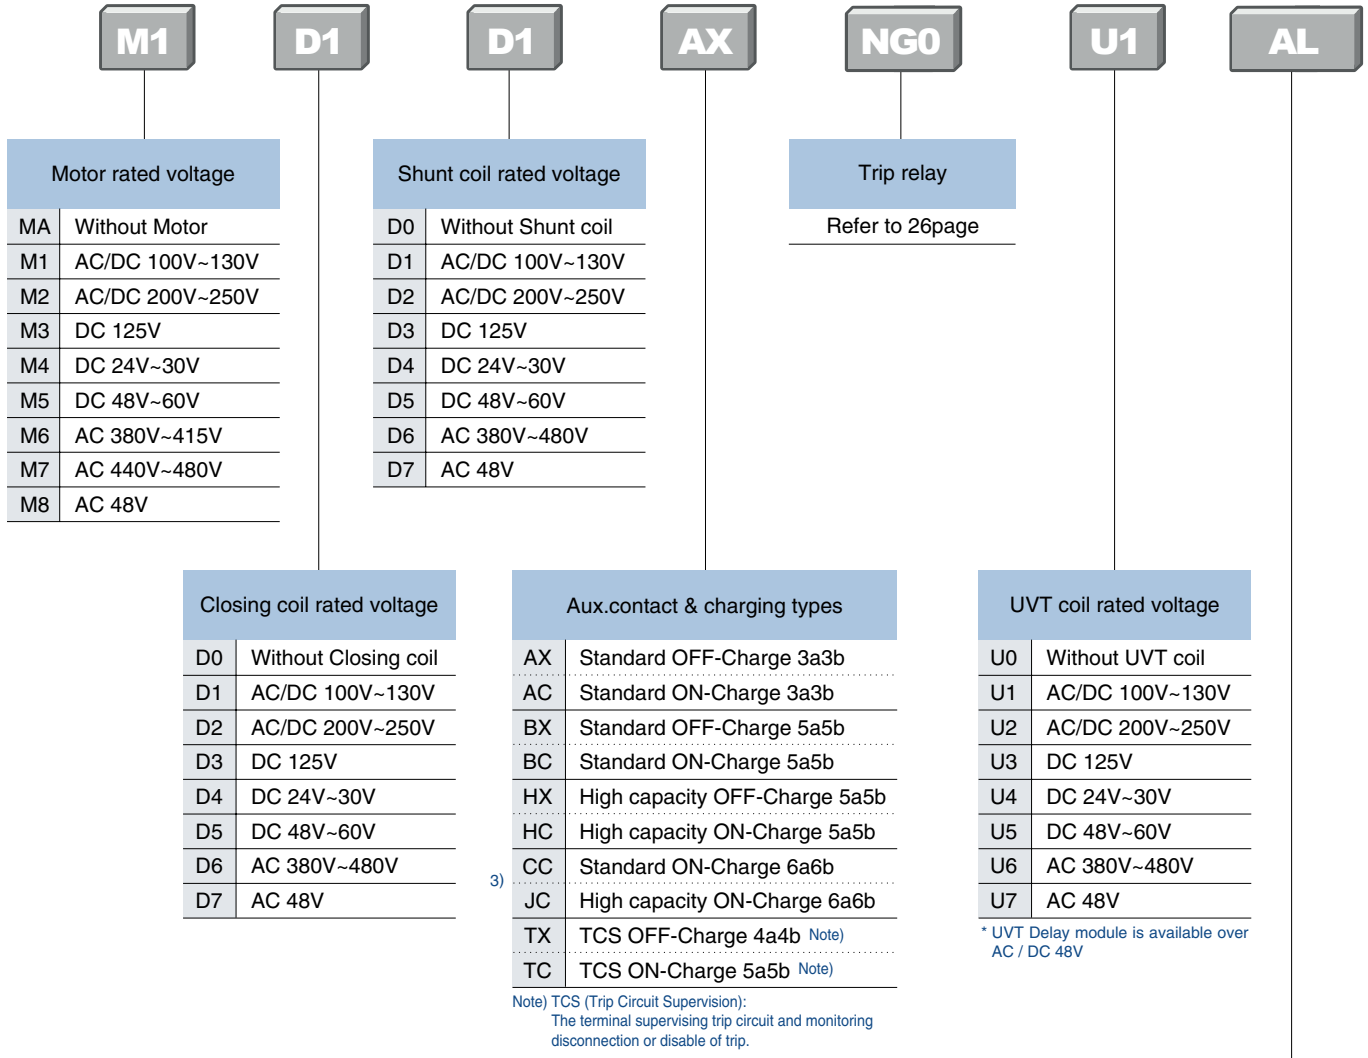 M1 D1 D1 AX NG0 U1 AL
Motor rated voltage
MA Without Motor
M1 AC/DC 100V~130V
M2 AC/DC 200V~250V
M3 DC 125V
M4 DC 24V~30V
M5 DC 48V~60V
M6 AC 380V~415V
M7 AC 440V~480V
M8 AC 48V
Shunt coil rated voltage
D0 Without Shunt coil
D1 AC/DC 100V~130V
D2 AC/DC 200V~250V
D3 DC 125V
D4 DC 24V~30V
D5 DC 48V~60V
D6 AC 380V~480V
D7 AC 48V
Trip relay
Refer to 26page
Closing coil rated voltage
D0 Without Closing coil
D1 AC/DC 100V~130V
D2 AC/DC 200V~250V
D3 DC 125V
D4 DC 24V~30V
D5 DC 48V~60V
D6 AC 380V~480V
D7 AC 48V
Aux.contact & charging types
AX Standard OFF-Charge 3a3b
AC Standard ON-Charge 3a3b
BX Standard OFF-Charge 5a5b
BC Standard ON-Charge 5a5b
HX High capacity OFF-Charge 5a5b
HC High capacity ON-Charge 5a5b
CC Standard ON-Charge 6a6b
3)
JC High capacity ON-Charge 6a6b
TX TCS OFF-Charge 4a4b Note)
TC TCS ON-Charge 5a5b Note)
Note) TCS (Trip Circuit Supervision):
The terminal supervising trip circuit and monitoring
disconnection or disable of trip.
UVT coil rated voltage
U0 Without UVT coil
U1 AC/DC 100V~130V
U2 AC/DC 200V~250V
U3 DC 125V
U4 DC 24V~30V
U5 DC 48V~60V
U6 AC 380V~480V
U7 AC 48V
* UVT Delay module is available over
AC / DC 48V